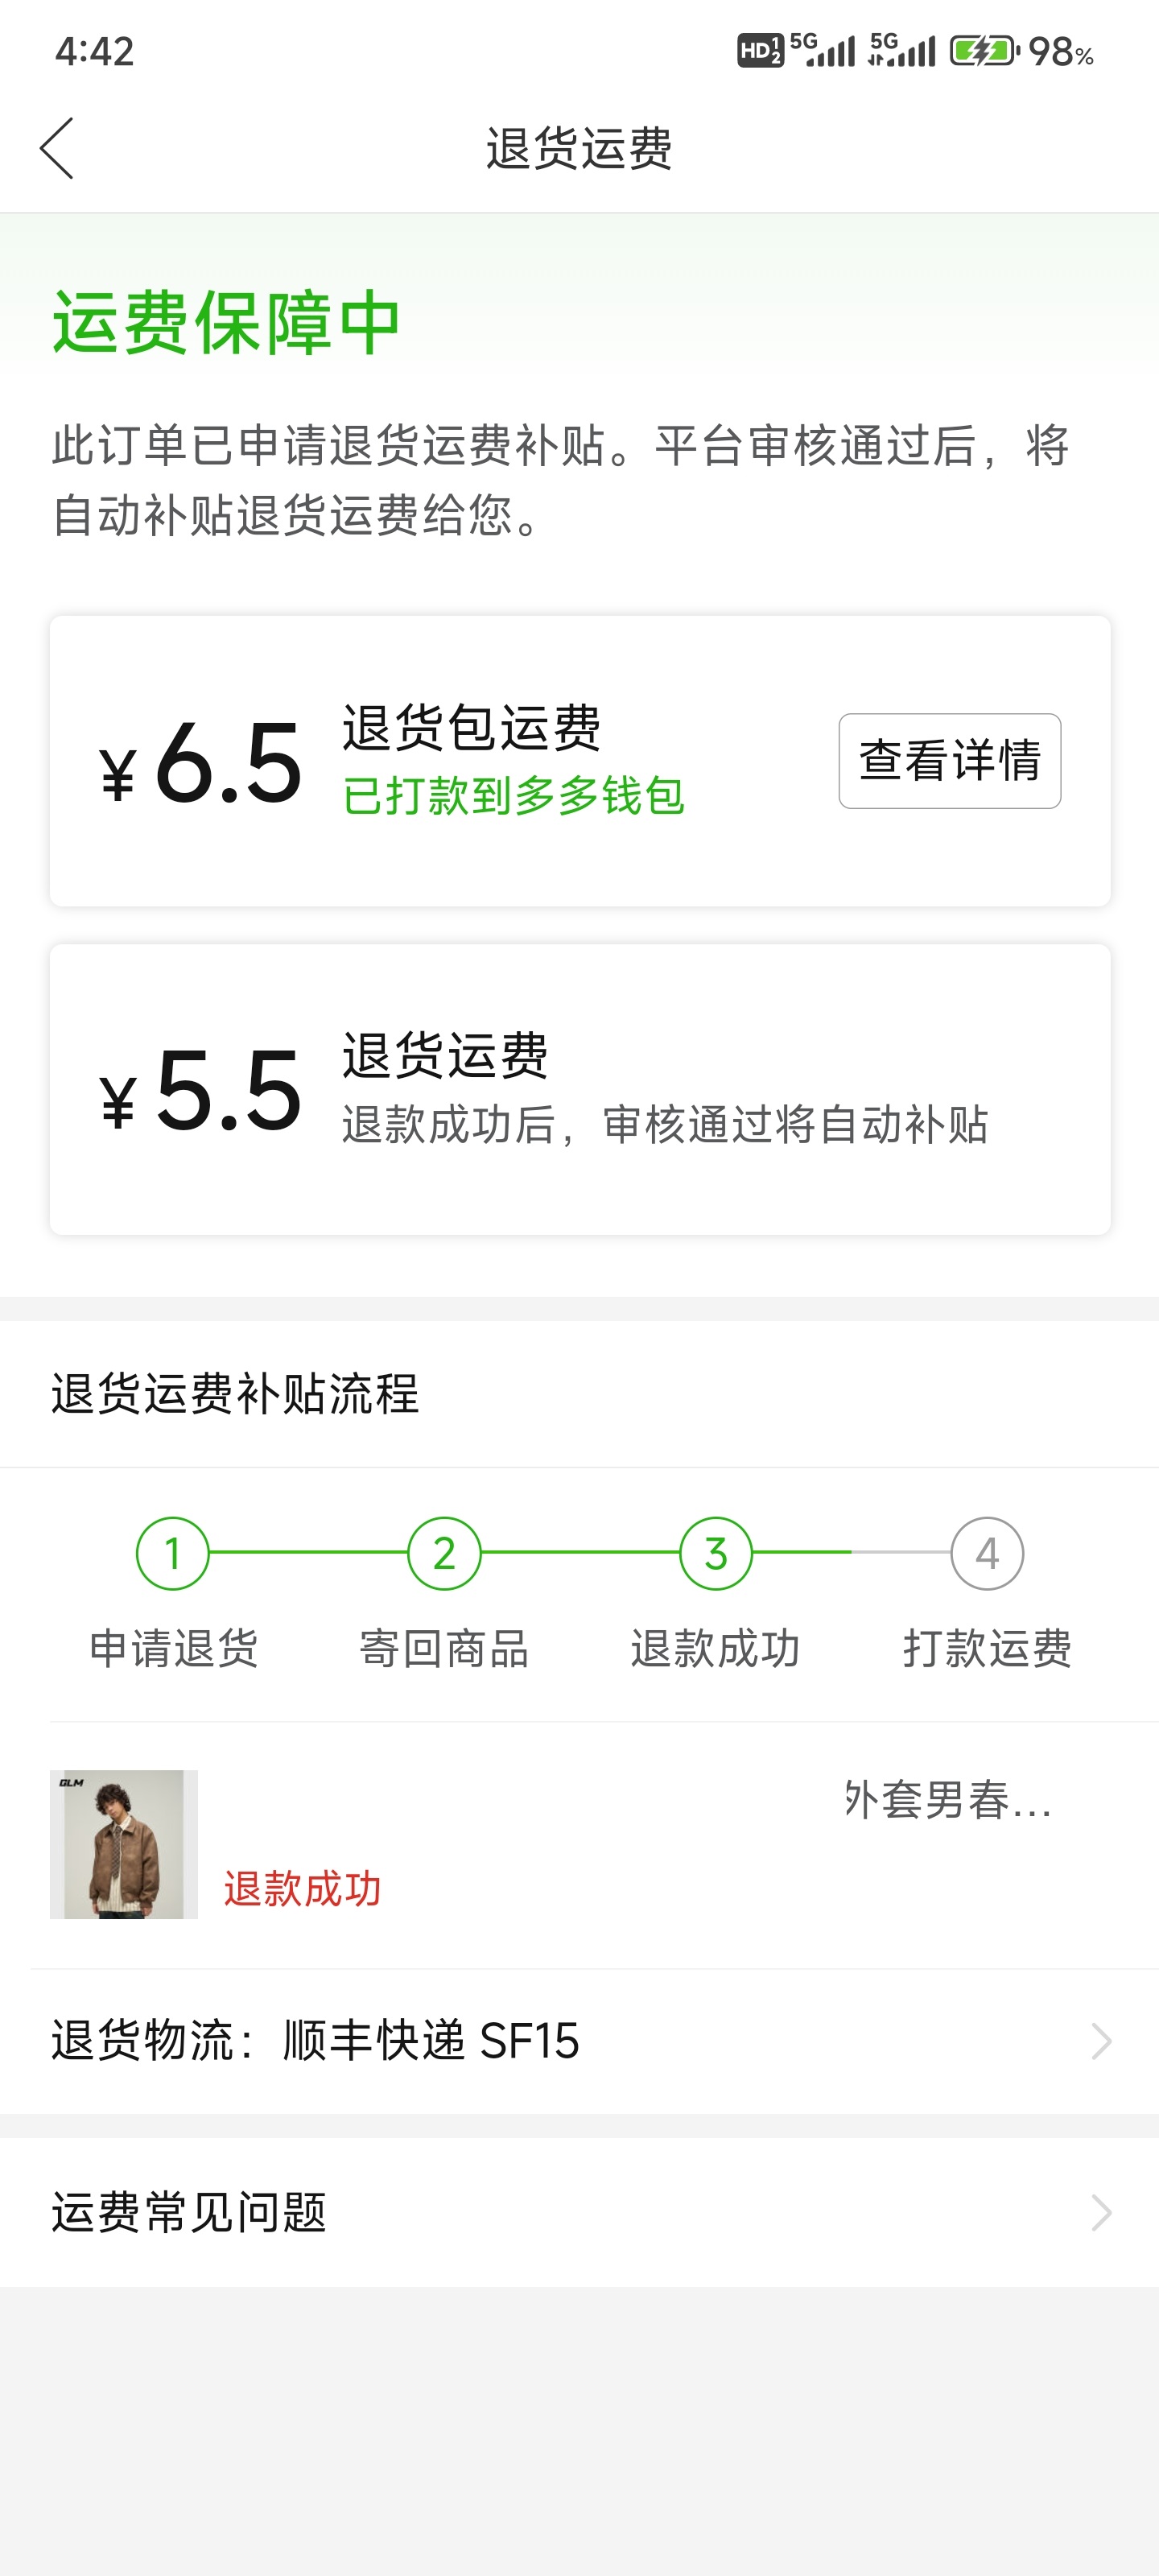 4:42
HD 1 2 5G 5G 98%
退货运费
运费保障中
此订单已申请退货运费补贴。平台审核通过后，将
自动补贴退货运费给您。
¥6.5 退货包运费
已打款到多多钱包
查看详情
¥5.5 退货运费
退款成功后，审核通过将自动补贴
退货运费补贴流程
1 2 3 4
申请退货 寄回商品 退款成功 打款运费
GLM
外套男春...
退款成功
退货物流：顺丰快递 SF15
运费常见问题